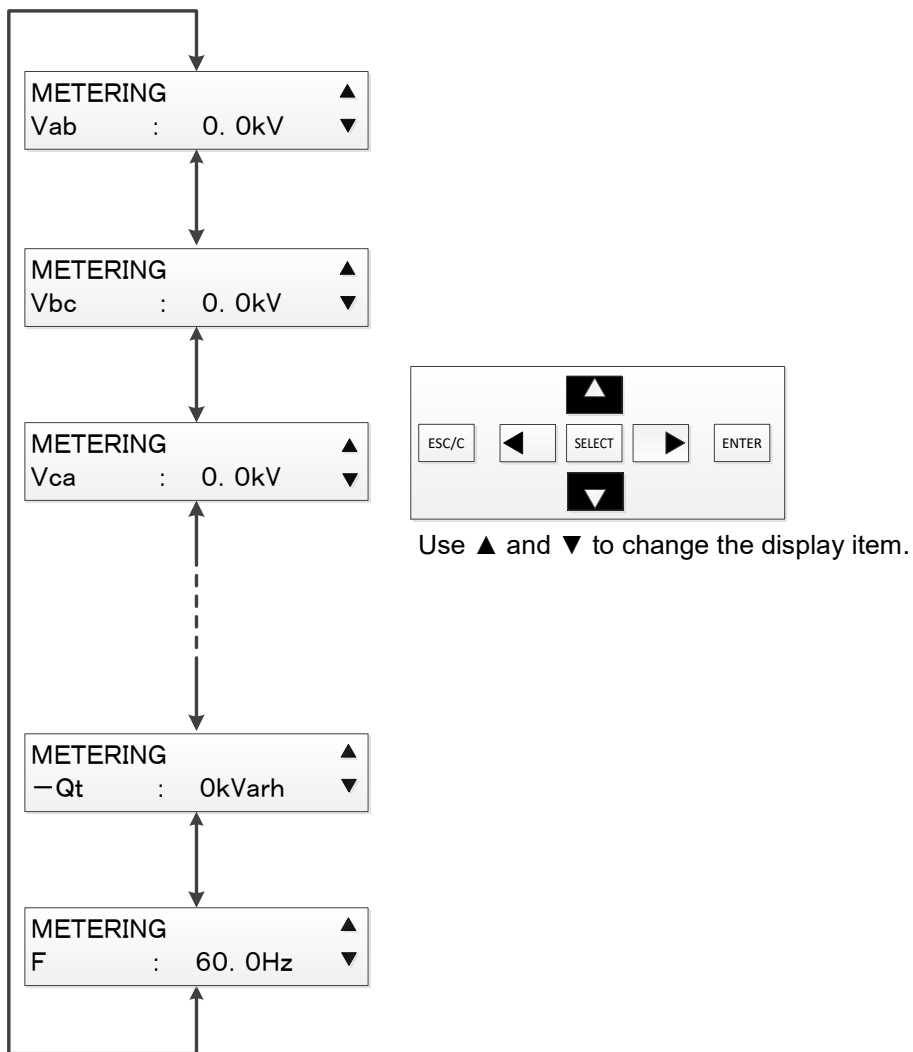 METERING ▲
Vab : 0. 0kV ▼
METERING ▲
Vbc : 0. 0kV ▼
METERING ▲
Vca : 0. 0kV ▼
ESC/C ◀ SELECT ▶ ENTER
Use ▲ and ▼ to change the display item.
METERING ▲
－Qt : 0kVarh ▼
METERING ▲
F : 60. 0Hz ▼